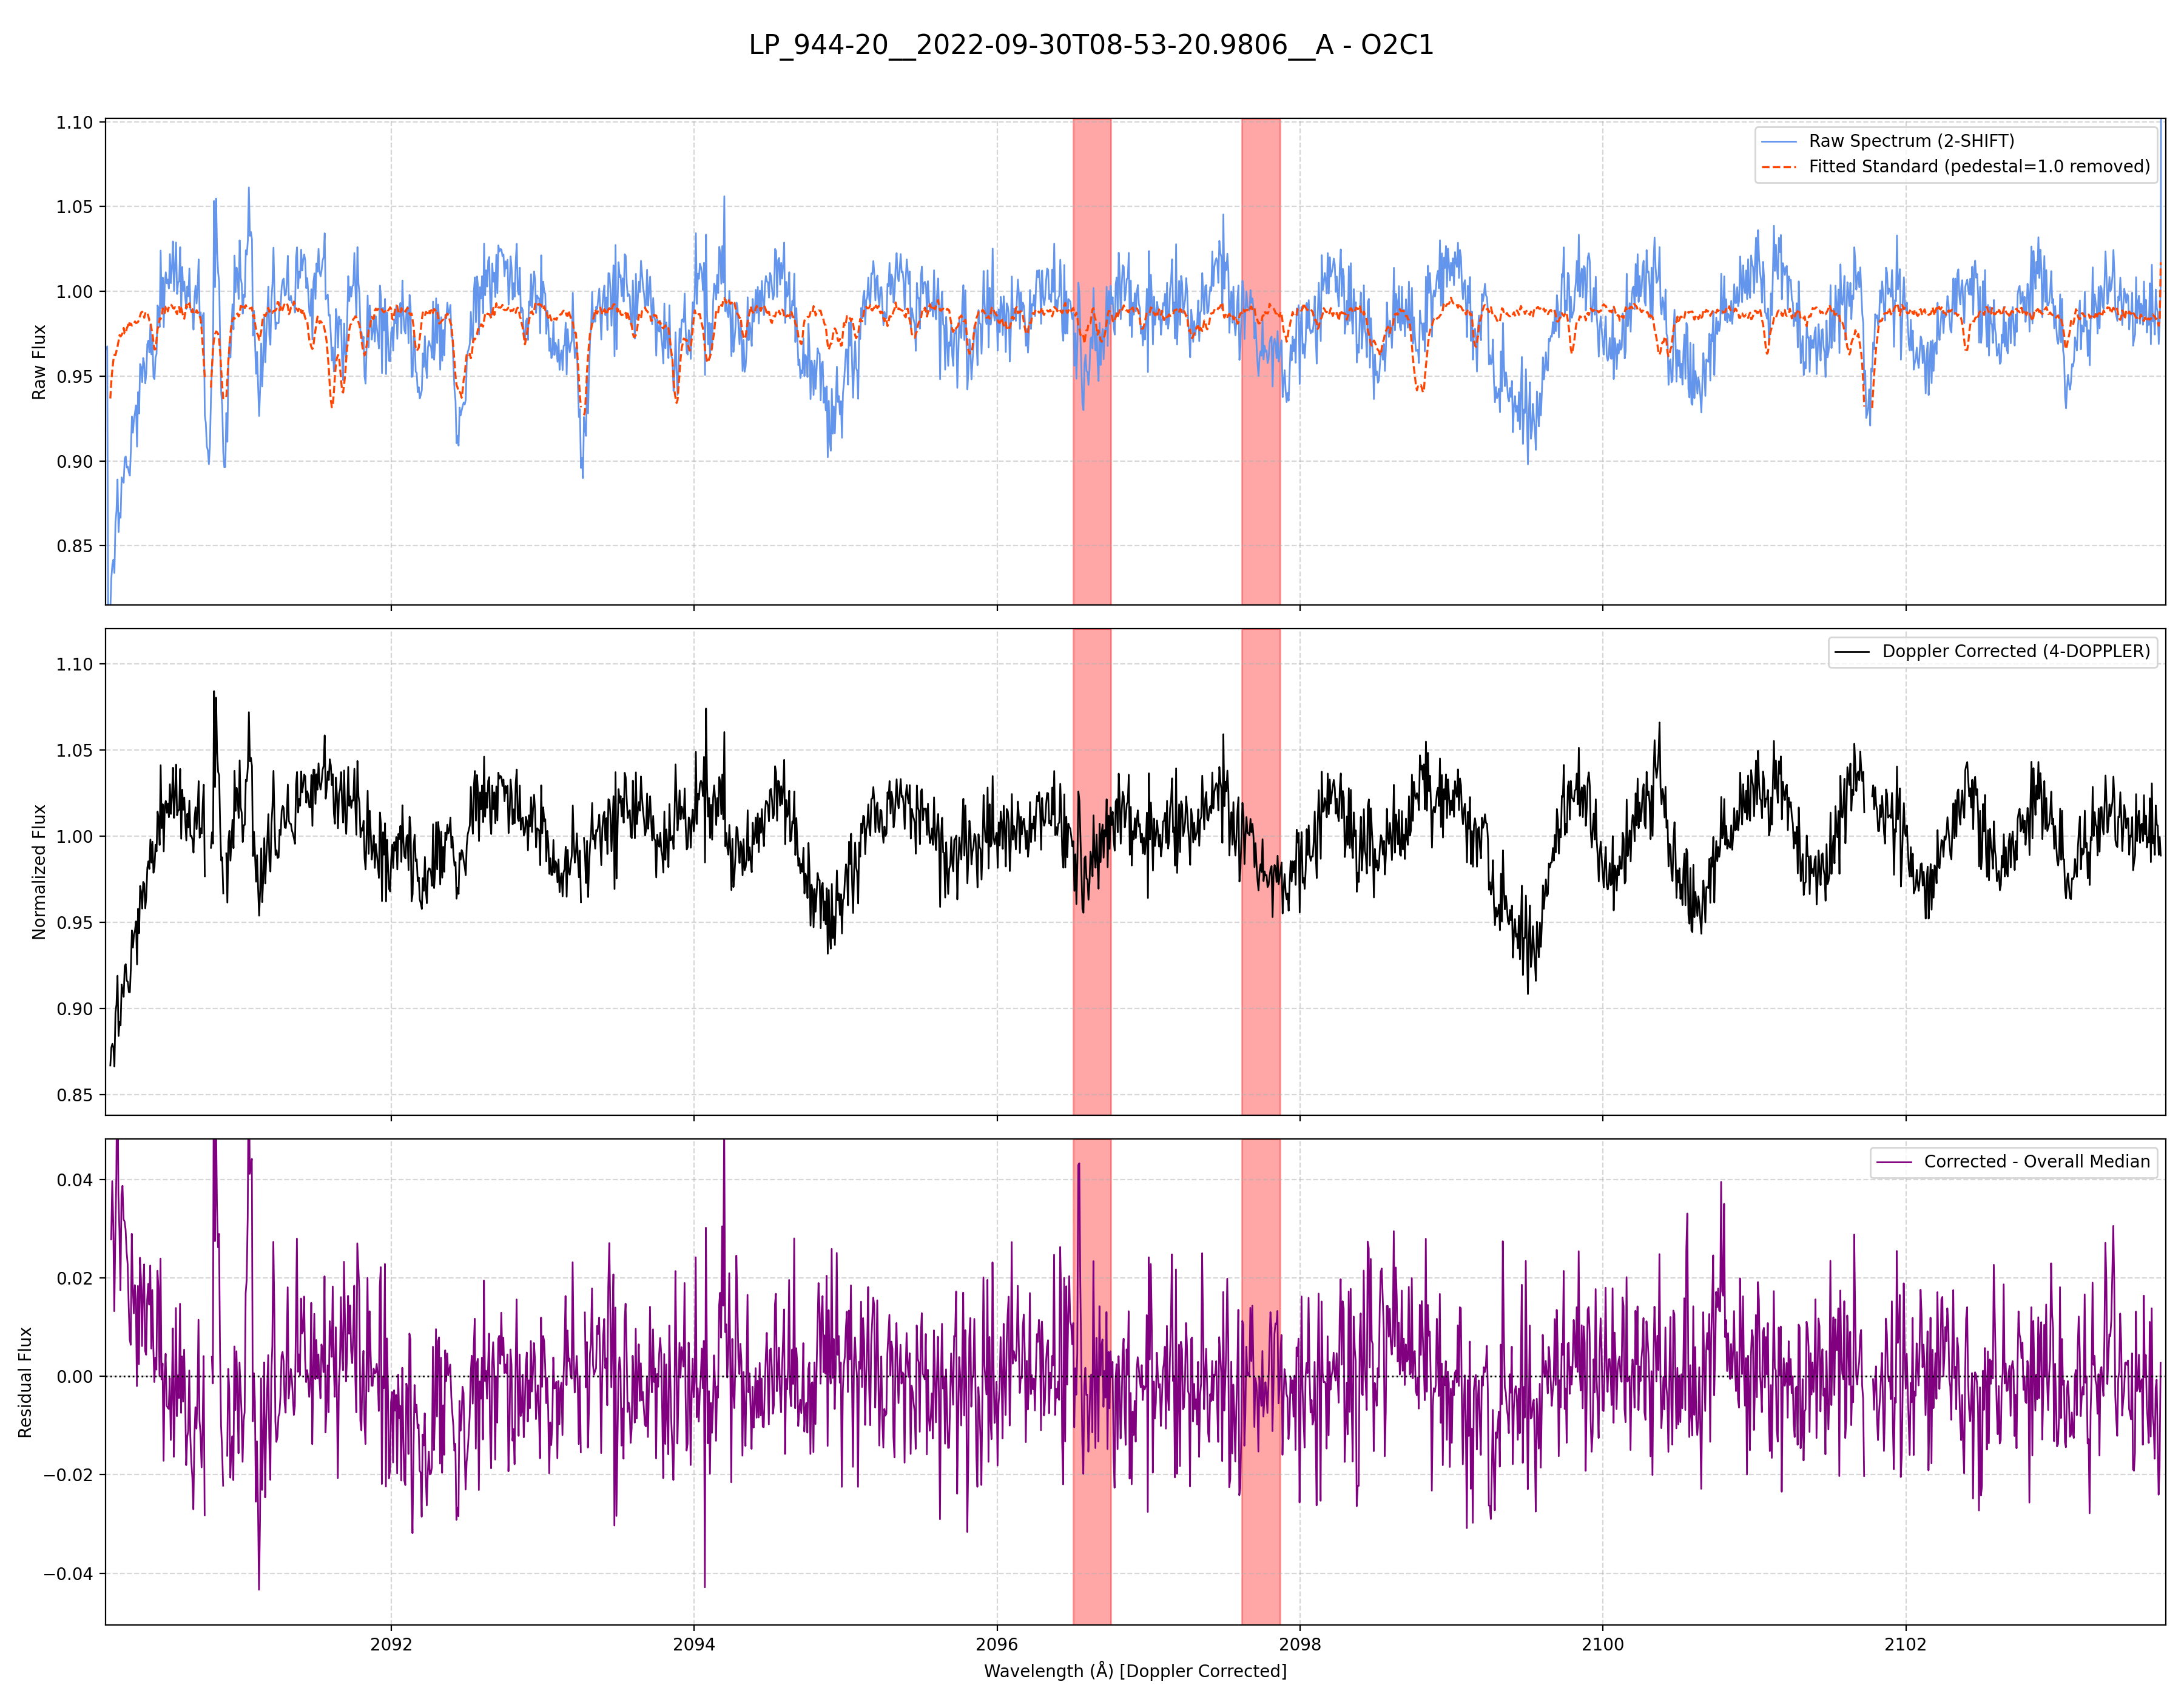 LP_944-20__2022-09-30T08-53-20.9806__A - O2C1
1.10
1.05
1.00
0.95
0.90
0.85
Raw Flux
Raw Spectrum (2-SHIFT)
Fitted Standard (pedestal=1.0 removed)
1.10
1.05
1.00
0.95
0.90
0.85
Normalized Flux
Doppler Corrected (4-DOPPLER)
0.04
0.02
0.00
−0.02
−0.04
Residual Flux
Corrected - Overall Median
2092 2094 2096 2098 2100 2102
Wavelength (Å) [Doppler Corrected]